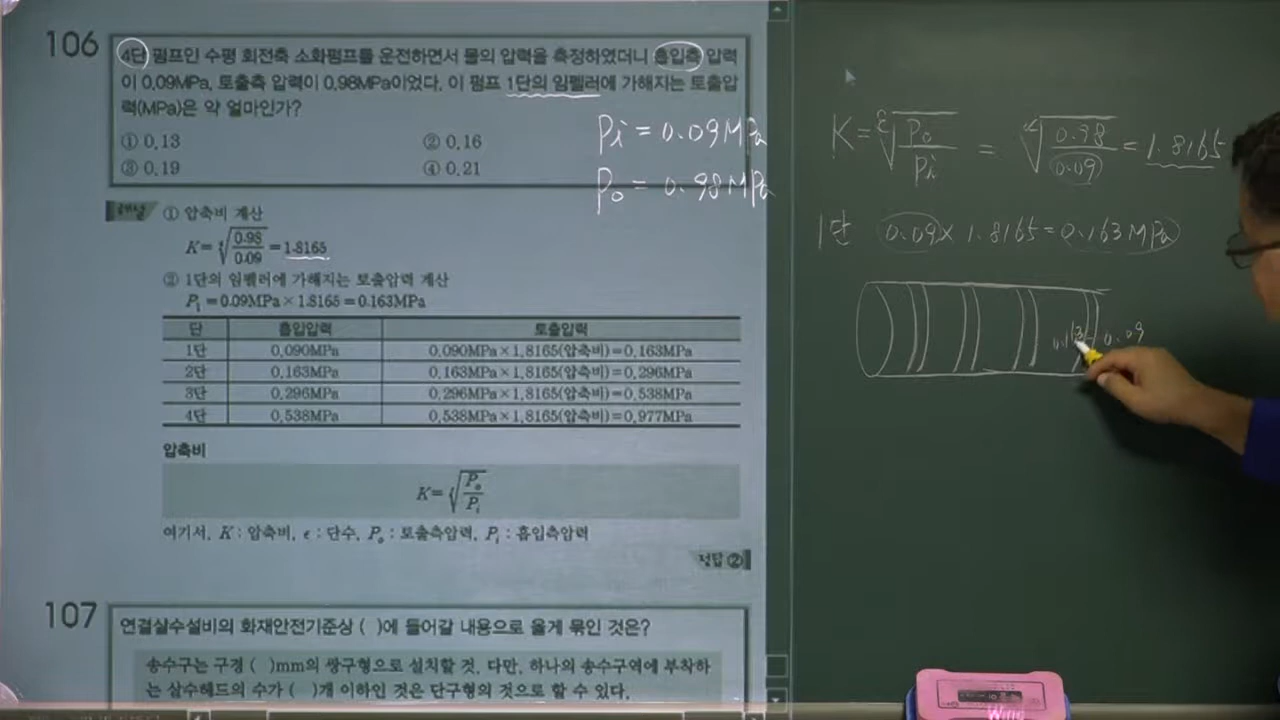 106
4단 펌프인 수평 회전축 소화펌프를 운전하면서 물의 압력을 측정하였더니 흡입측 압력
이 0.09MPa, 토출측 압력이 0.98MPa이었다. 이 펌프 1단의 임펠러에 가해지는 토출압
력(MPa)은 약 얼마인가?
① 0.13 ② 0.16
③ 0.19 ④ 0.21
Pi = 0.09MPa
Po = 0.98MPa
해설 ① 압축비 계산
K=ε√(0.98/0.09)=1.8165
② 1단의 임펠러에 가해지는 토출압력 계산
P₁=0.09MPa×1.8165=0.163MPa
단 흡입압력 토출압력
1단 0.090MPa 0.090MPa×1.8165(압축비)=0.163MPa
2단 0.163MPa 0.163MPa×1.8165(압축비)=0.296MPa
3단 0.296MPa 0.296MPa×1.8165(압축비)=0.538MPa
4단 0.538MPa 0.538MPa×1.8165(압축비)=0.977MPa
압축비
K=ε√(Po/Pi)
여기서, K : 압축비, ε : 단수, Po : 토출측압력, Pi : 흡입측압력
정답 ②
107
연결살수설비의 화재안전기준상 ( )에 들어갈 내용으로 옳게 묶인 것은?
송수구는 구경 ( )mm의 쌍구형으로 설치할 것. 다만, 하나의 송수구역에 부착하
는 살수헤드의 수가 ( )개 이하인 것은 단구형의 것으로 할 수 있다.
K = ε√(Po/Pi) = 4√(0.98/0.09) = 1.8165
1단 0.09 × 1.8165 = 0.163MPa
0.09